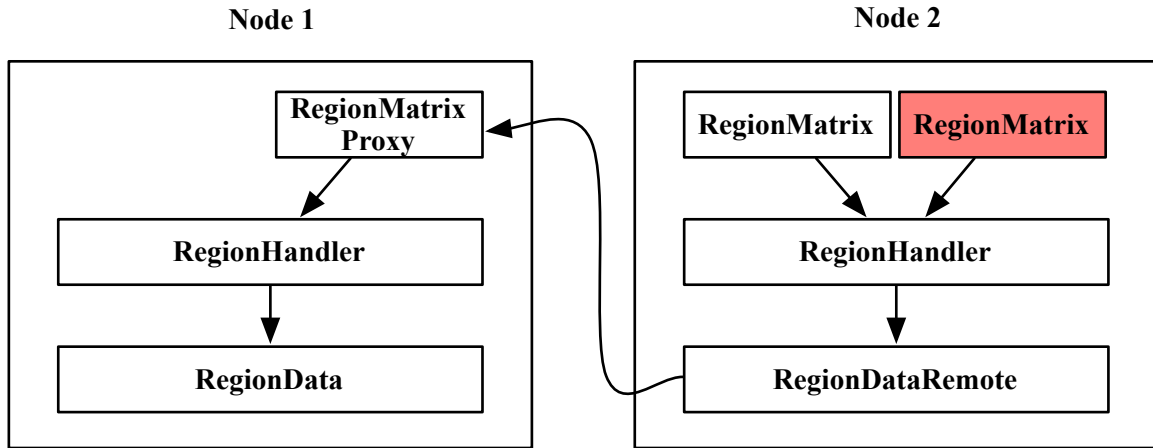 Node 1
Node 2
RegionMatrix
Proxy
RegionMatrix
RegionMatrix
RegionHandler
RegionHandler
RegionData
RegionDataRemote